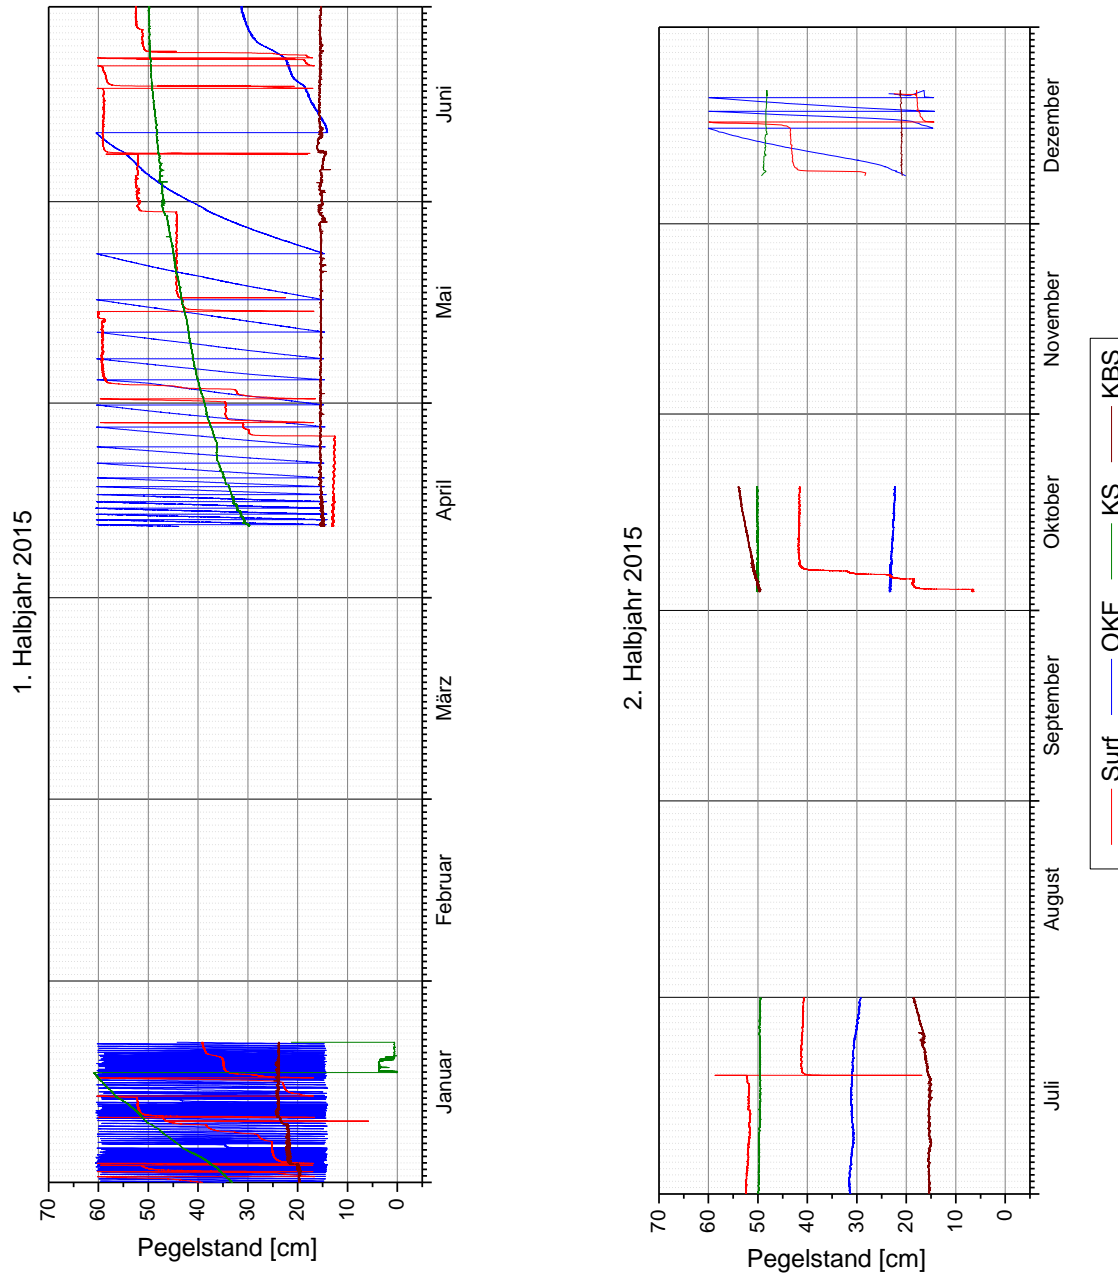 1. Halbjahr 2015
70
60
50
40
30
20
10
0
Pegelstand [cm]
Januar
Februar
März
April
Mai
Juni
2. Halbjahr 2015
70
60
50
40
30
20
10
0
Pegelstand [cm]
Juli
August
September
Oktober
November
Dezember
Surf OKF KS KBS